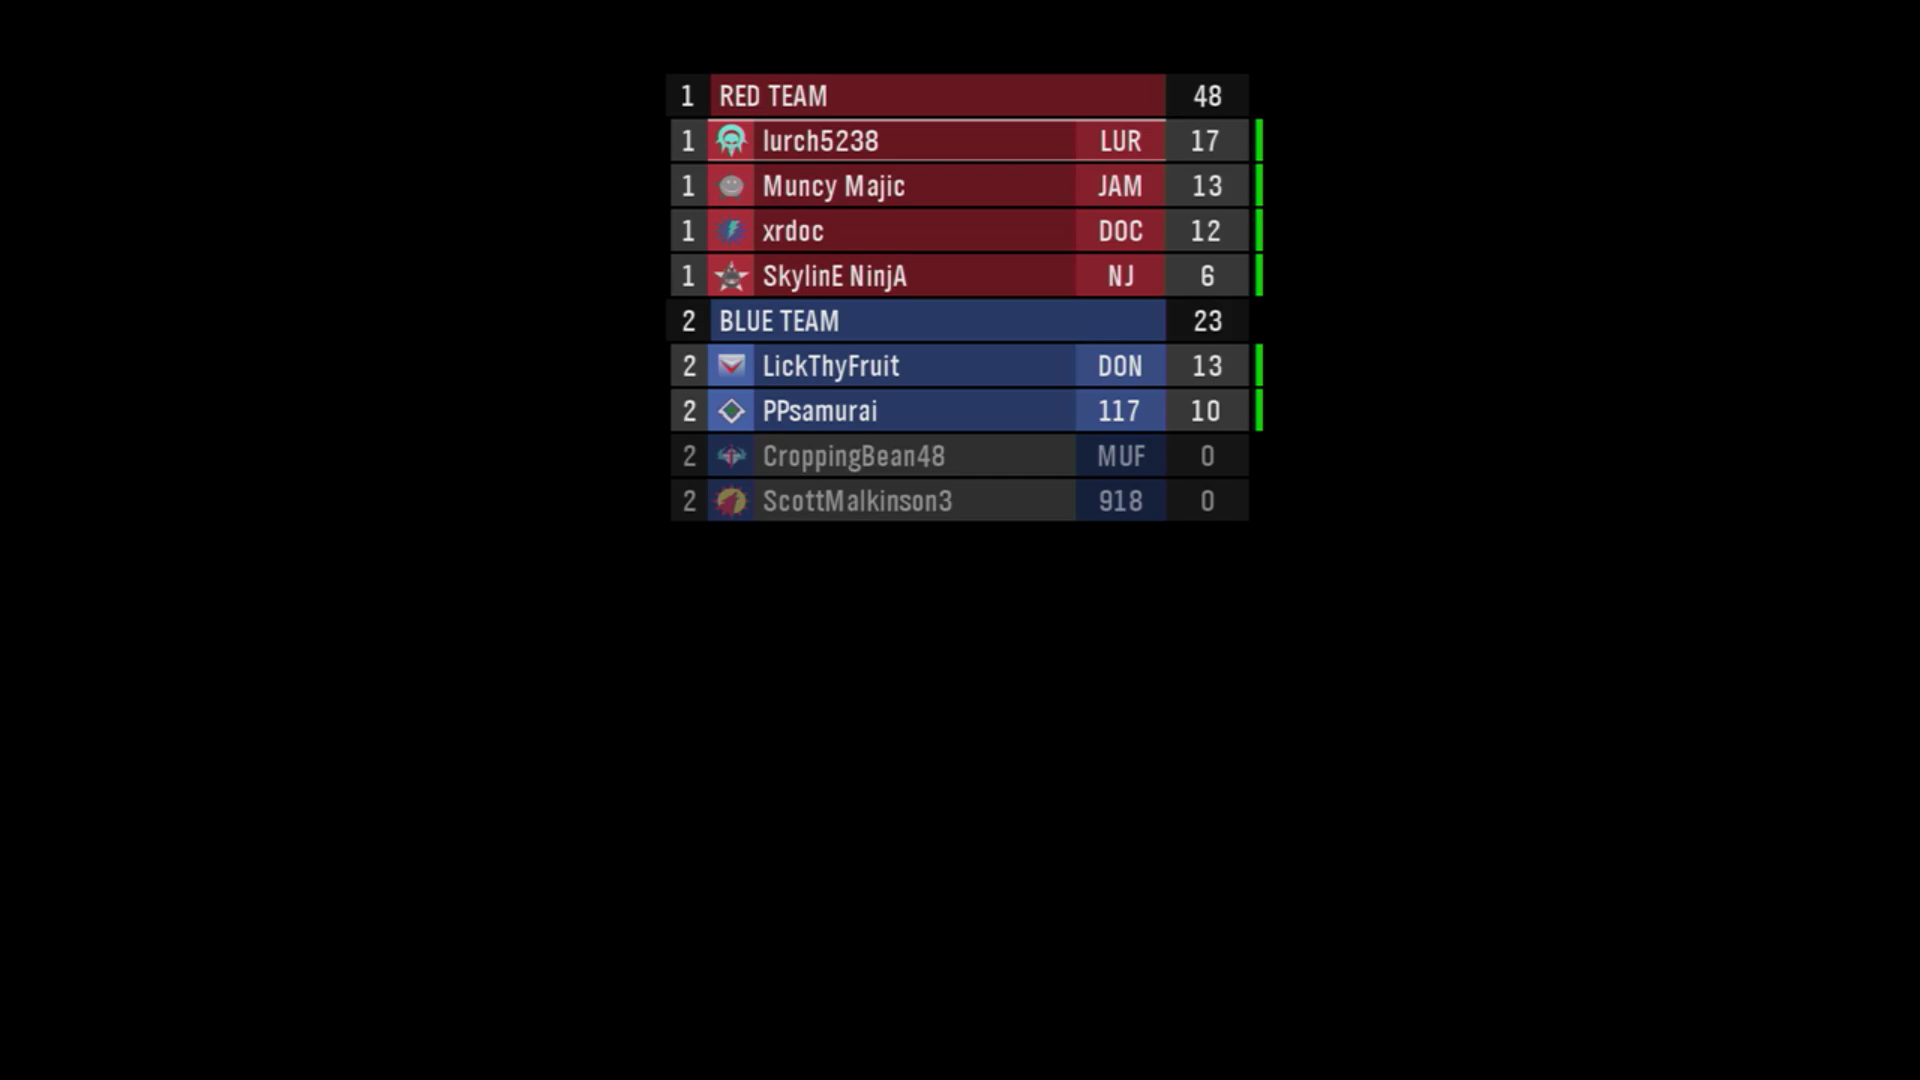 1 RED TEAM 48
1 lurch5238 LUR 17
1 Muncy Majic JAM 13
1 xrdoc DOC 12
1 SkylinE NinjA NJ 6
2 BLUE TEAM 23
2 LickThyFruit DON 13
2 PPsamurai 117 10
2 CroppingBean48 MUF 0
2 ScottMalkinson3 918 0